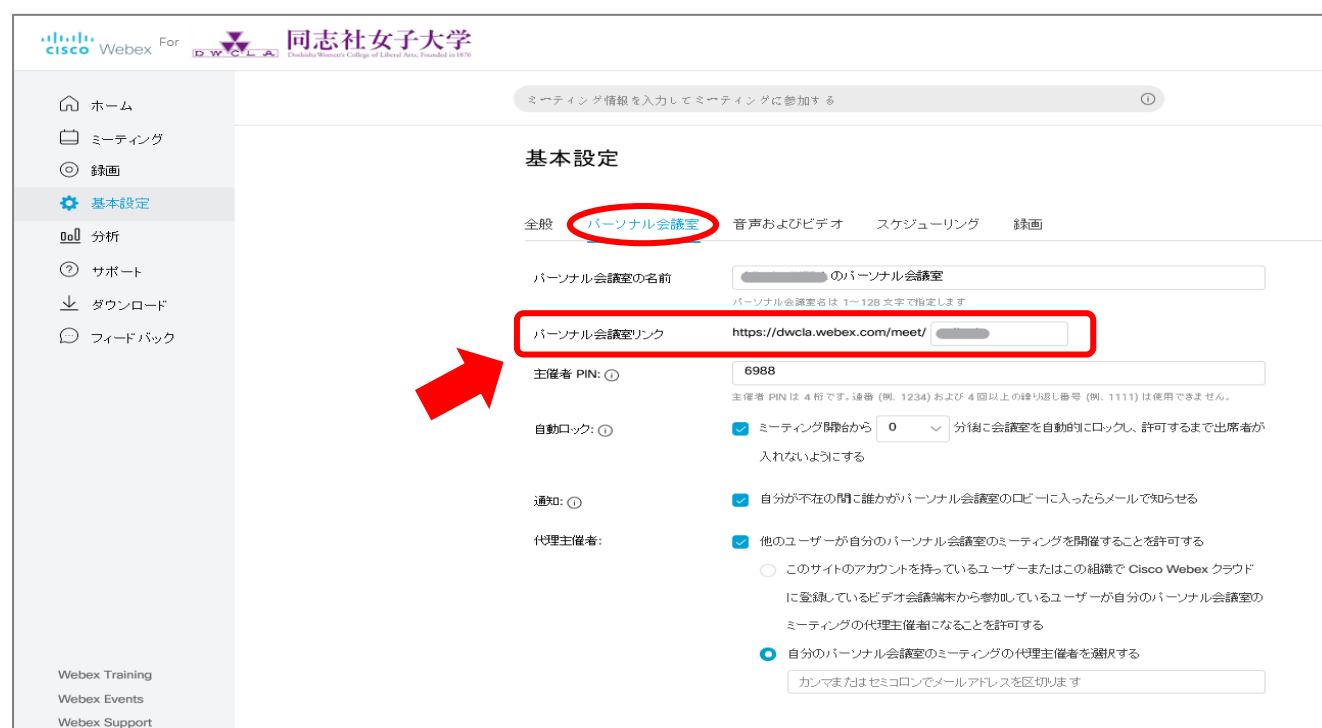 cisco Webex For DWCLA 同志社女子大学
Doshisha Women's College of Liberal Arts, Founded in 1876
ミーティング情報を入力してミーティングに参加する
ホーム
ミーティング
録画
基本設定
分析
サポート
ダウンロード
フィードバック
Webex Training
Webex Events
Webex Support
基本設定
全般 パーソナル会議室 音声およびビデオ スケジューリング 録画
パーソナル会議室の名前 のパーソナル会議室
パーソナル会議室名は 1～128 文字で指定します
パーソナル会議室リンク https://dwcla.webex.com/meet/
主催者 PIN: 6988
主催者 PIN は 4 桁です。連番 (例、1234) および 4 回以上の繰り返し番号 (例、1111) は使用できません。
自動ロック: ミーティング開始から 0 分後に会議室を自動的にロックし、許可するまで出席者が
入れないようにする
通知: 自分が不在の間に誰かがパーソナル会議室のロビーに入ったらメールで知らせる
代理主催者: 他のユーザーが自分のパーソナル会議室のミーティングを開催することを許可する
このサイトのアカウントを持っているユーザーまたはこの組織で Cisco Webex クラウド
に登録しているビデオ会議端末から参加しているユーザーが自分のパーソナル会議室の
ミーティングの代理主催者になることを許可する
自分のパーソナル会議室のミーティングの代理主催者を選択する
カンマまたはセミコロンでメールアドレスを区切ります